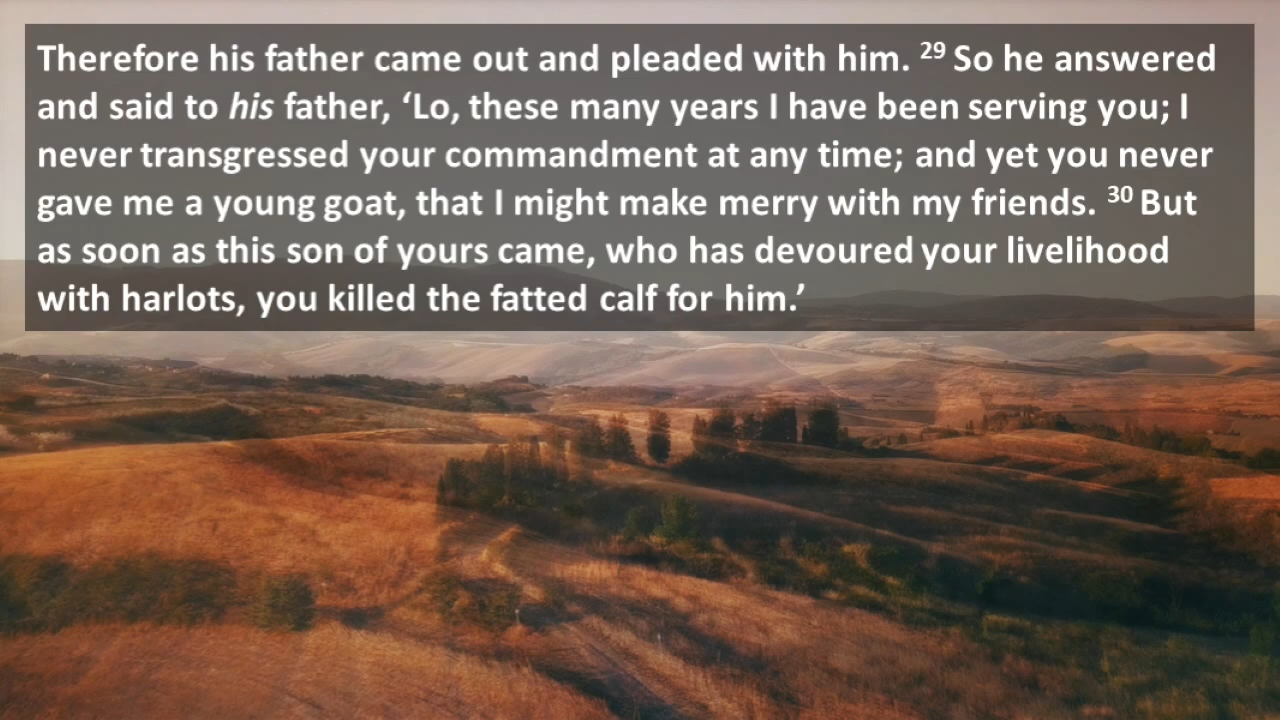 Therefore his father came out and pleaded with him. 29 So he answered
and said to his father, ‘Lo, these many years I have been serving you; I
never transgressed your commandment at any time; and yet you never
gave me a young goat, that I might make merry with my friends. 30 But
as soon as this son of yours came, who has devoured your livelihood
with harlots, you killed the fatted calf for him.’